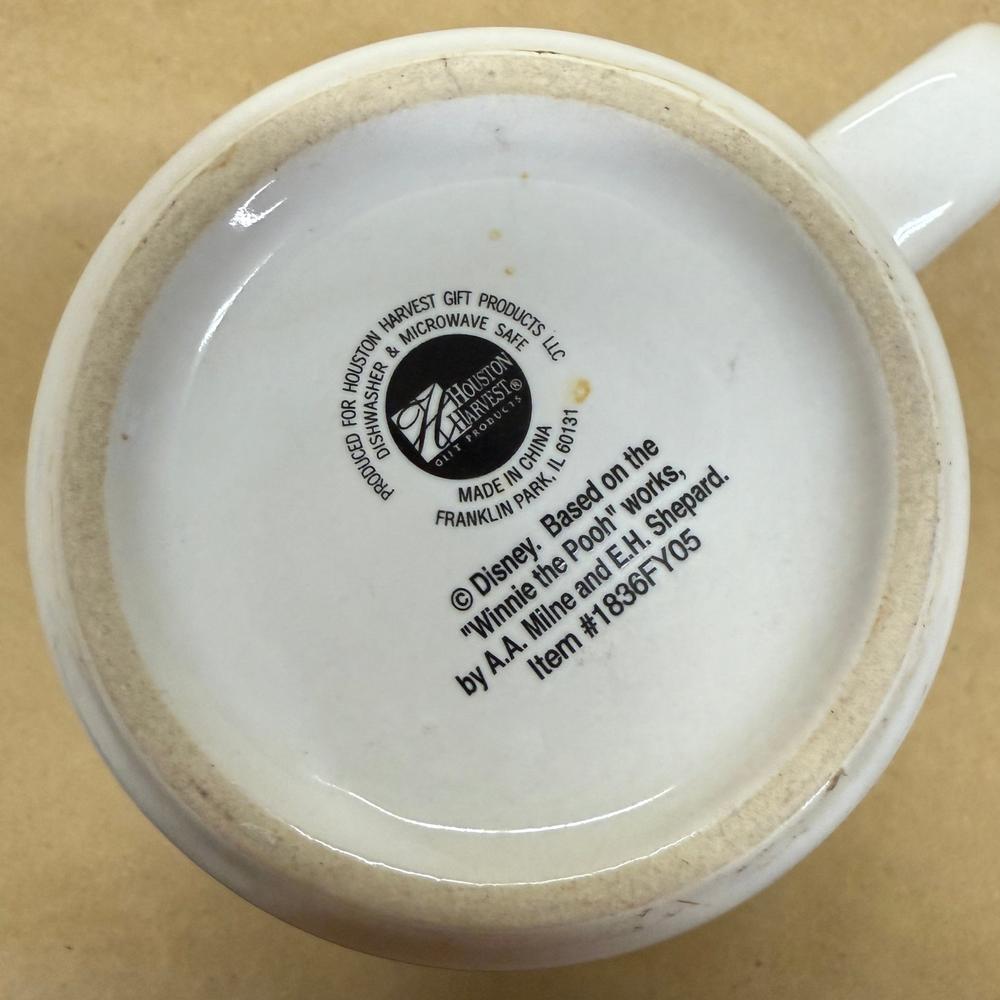 PRODUCED FOR HOUSTON HARVEST GIFT PRODUCTS LLC
DISHWASHER & MICROWAVE SAFE
H HOUSTON
HARVEST®
GIFT PRODUCTS
MADE IN CHINA
FRANKLIN PARK, IL 60131
© Disney. Based on the
"Winnie the Pooh" works,
by A.A. Milne and E.H. Shepard.
Item #1836FY05